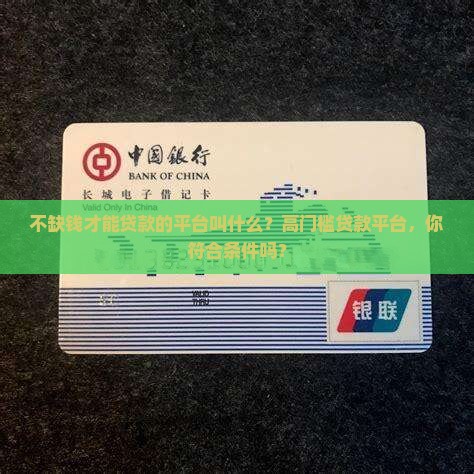 中国银行
BANK OF CHINA
长城电子借记卡
Valid Only In China
不缺钱才能贷款的平台叫什么？高门槛贷款平台，你
符合条件吗？
VALID
THRU
银联